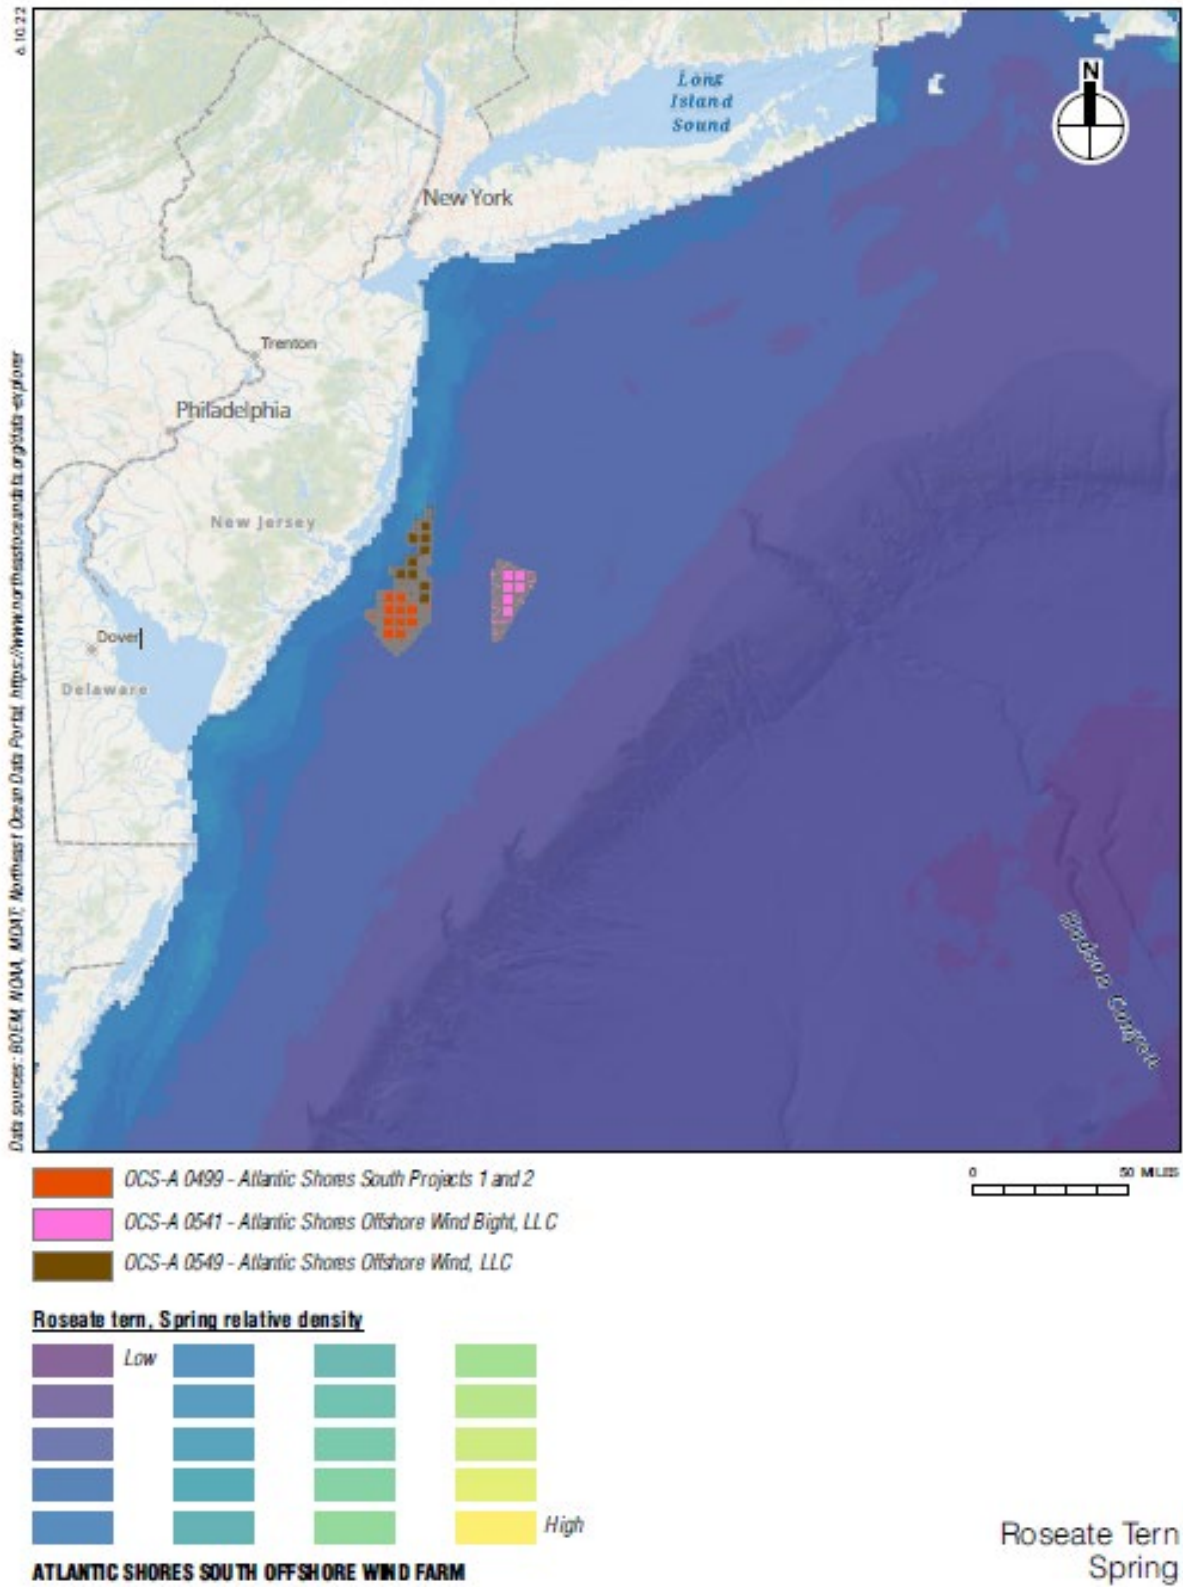 6.10.22
Data sources: BOEM, NOAA, MDAT, Northeast Ocean Data Portal, https://www.northeastoceandata.org/data-explorer
Long
Island
Sound
N
New York
Trenton
Philadelphia
New Jersey
Dover
Delaware
Hudson Canyon
OCS-A 0499 - Atlantic Shores South Projects 1 and 2
0 50 MILES
OCS-A 0541 - Atlantic Shores Offshore Wind Bight, LLC
OCS-A 0549 - Atlantic Shores Offshore Wind, LLC
Roseate tern, Spring relative density
Low
High
Roseate Tern
Spring
ATLANTIC SHORES SOUTH OFFSHORE WIND FARM